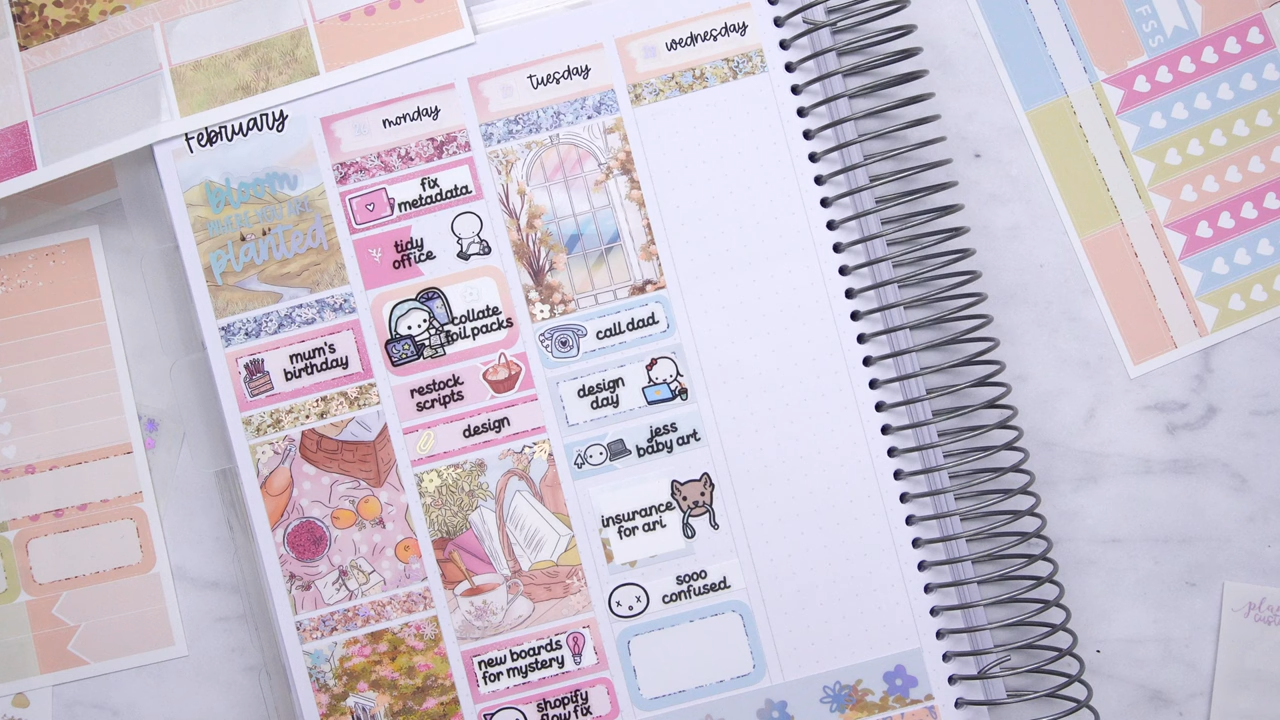 February
bloom
WHERE YOU ARE
planted
mum's
birthday
monday
fix
metadata
tidy
office
collate
foil packs
restock
scripts
design
new boards
for mystery
shopify
flow fix
tuesday
call dad
design
day
jess
baby art
insurance
for ari
sooo
confused
wednesday